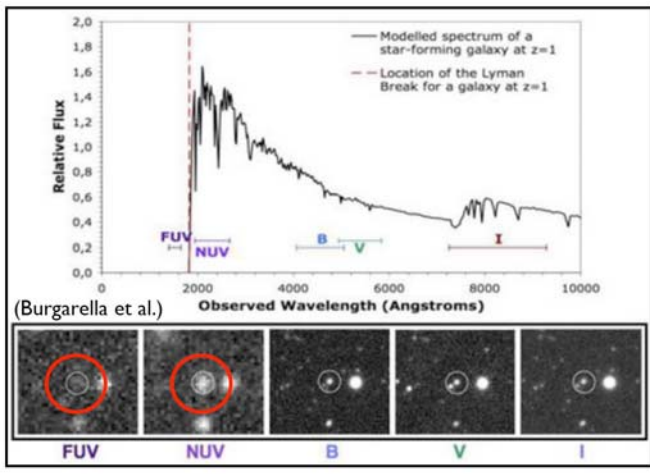 2,0
1,8
1,6
1,4
1,2
1,0
0,8
0,6
0,4
0,2
0,0
Relative Flux
Modelled spectrum of a
star-forming galaxy at z=1
Location of the Lyman
Break for a galaxy at z=1
FUV
NUV
B
V
I
0 2000 4000 6000 8000 10000
Observed Wavelength (Angstroms)
(Burgarella et al.)
FUV NUV B V I